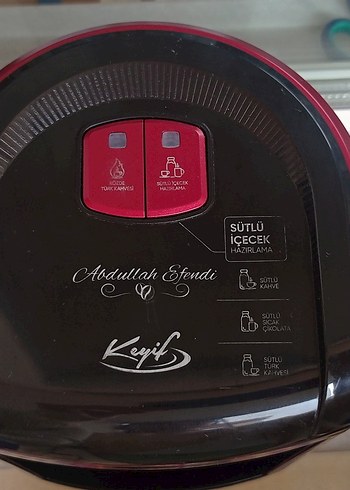 KÖZDE
TÜRK KAHVESİ
SÜTLÜ İÇECEK
HAZIRLAMA
SÜTLÜ
İÇECEK
HAZIRLAMA
Abdullah Efendi
SÜTLÜ
KAHVE
SÜTLÜ
SICAK
ÇİKOLATA
Keyif
SÜTLÜ
TÜRK
KAHVESİ